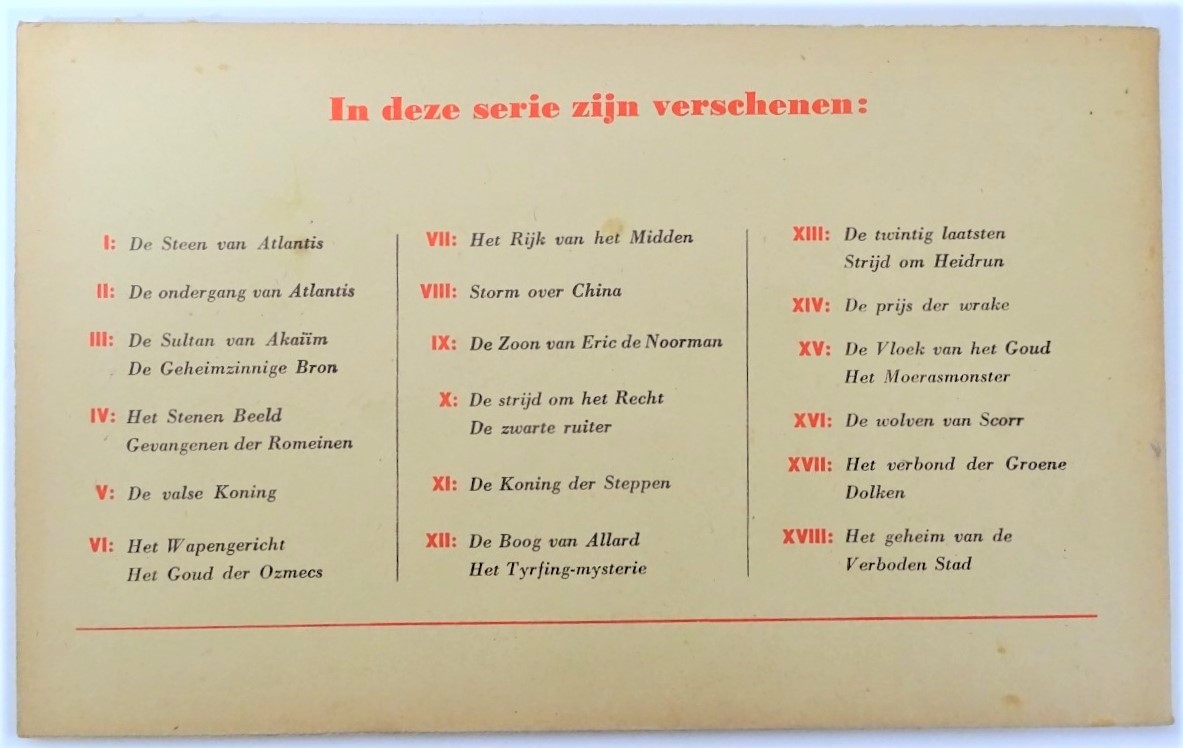 In deze serie zijn verschenen:
I: De Steen van Atlantis
II: De ondergang van Atlantis
III: De Sultan van Akaïïm
De Geheimzinnige Bron
IV: Het Stenen Beeld
Gevangenen der Romeinen
V: De valse Koning
VI: Het Wapengericht
Het Goud der Ozmecs
VII: Het Rijk van het Midden
VIII: Storm over China
IX: De Zoon van Eric de Noorman
X: De strijd om het Recht
De zwarte ruiter
XI: De Koning der Steppen
XII: De Boog van Allard
Het Tyrfing-mysterie
XIII: De twintig laatsten
Strijd om Heidrun
XIV: De prijs der wrake
XV: De Vloek van het Goud
Het Moerasmonster
XVI: De wolven van Scorr
XVII: Het verbond der Groene
Dolken
XVIII: Het geheim van de
Verboden Stad